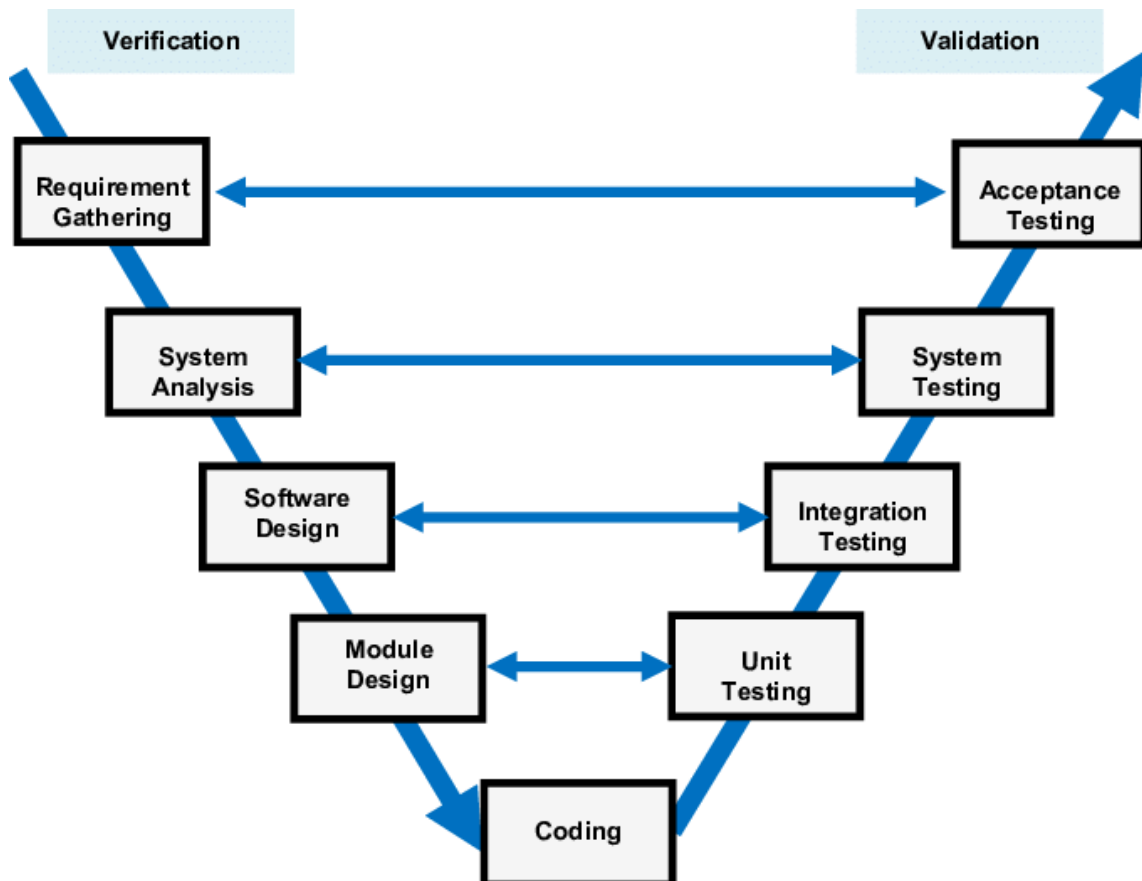 Verification
Validation
Requirement
Gathering
Acceptance
Testing
System
Analysis
System
Testing
Software
Design
Integration
Testing
Module
Design
Unit
Testing
Coding